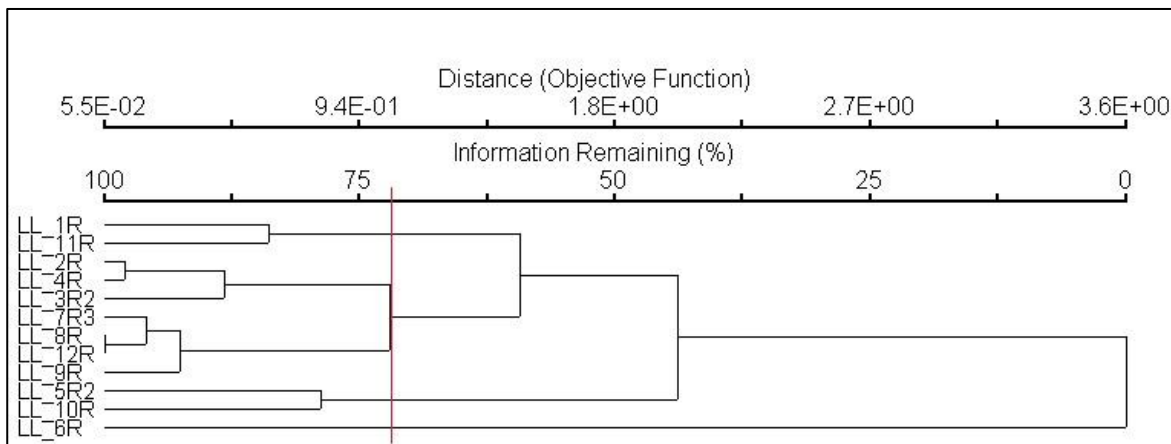 Distance (Objective Function)
5.5E-02 9.4E-01 1.8E+00 2.7E+00 3.6E+00
Information Remaining (%)
100 75 50 25 0
LL_1R
LL_11R
LL_2R
LL_4R
LL_3R2
LL_7R3
LL_8R
LL_12R
LL_9R
LL_5R2
LL_10R
LL_6R